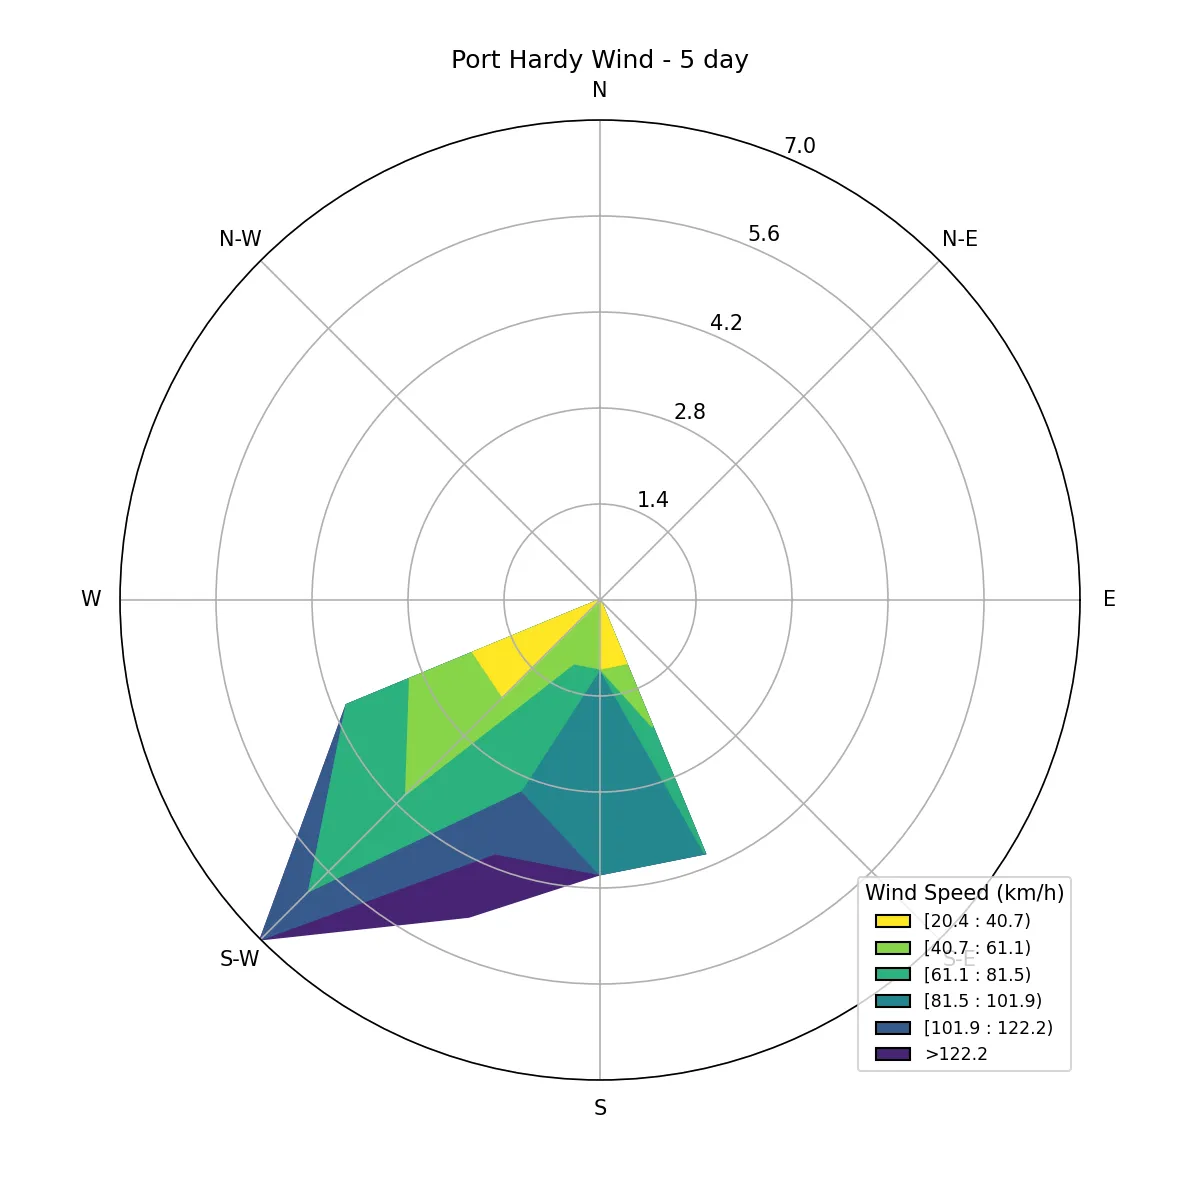 Port Hardy Wind - 5 day
N
7.0
N-W
N-E
5.6
4.2
2.8
1.4
W
E
S-W
S-E
S
Wind Speed (km/h)
[20.4 : 40.7)
[40.7 : 61.1)
[61.1 : 81.5)
[81.5 : 101.9)
[101.9 : 122.2)
>122.2